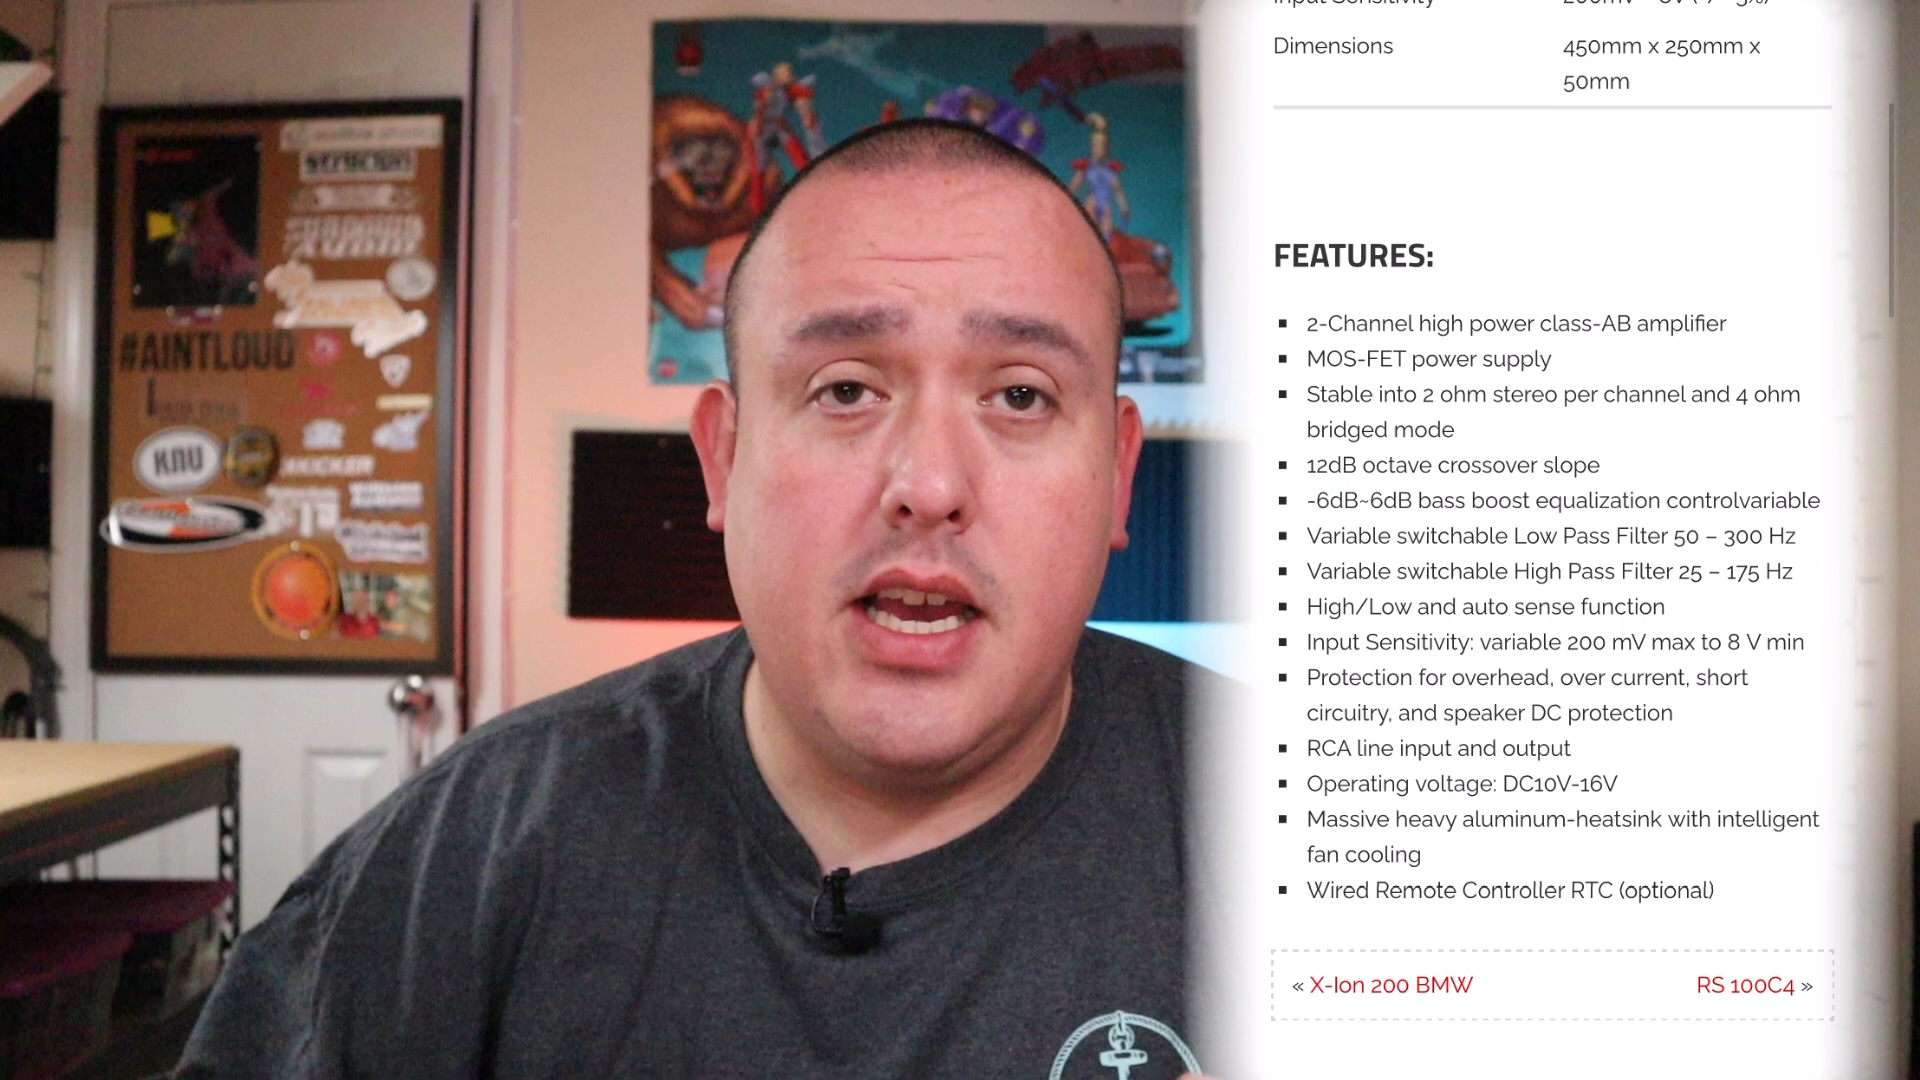 Dimensions 450mm x 250mm x
50mm
FEATURES:
▪ 2-Channel high power class-AB amplifier
▪ MOS-FET power supply
▪ Stable into 2 ohm stereo per channel and 4 ohm
bridged mode
▪ 12dB octave crossover slope
▪ -6dB~6dB bass boost equalization controlvariable
▪ Variable switchable Low Pass Filter 50 – 300 Hz
▪ Variable switchable High Pass Filter 25 – 175 Hz
▪ High/Low and auto sense function
▪ Input Sensitivity: variable 200 mV max to 8 V min
▪ Protection for overhead, over current, short
circuitry, and speaker DC protection
▪ RCA line input and output
▪ Operating voltage: DC10V-16V
▪ Massive heavy aluminum-heatsink with intelligent
fan cooling
▪ Wired Remote Controller RTC (optional)
« X-Ion 200 BMW RS 100C4 »
#AINTLOUD
KNU
KICKER